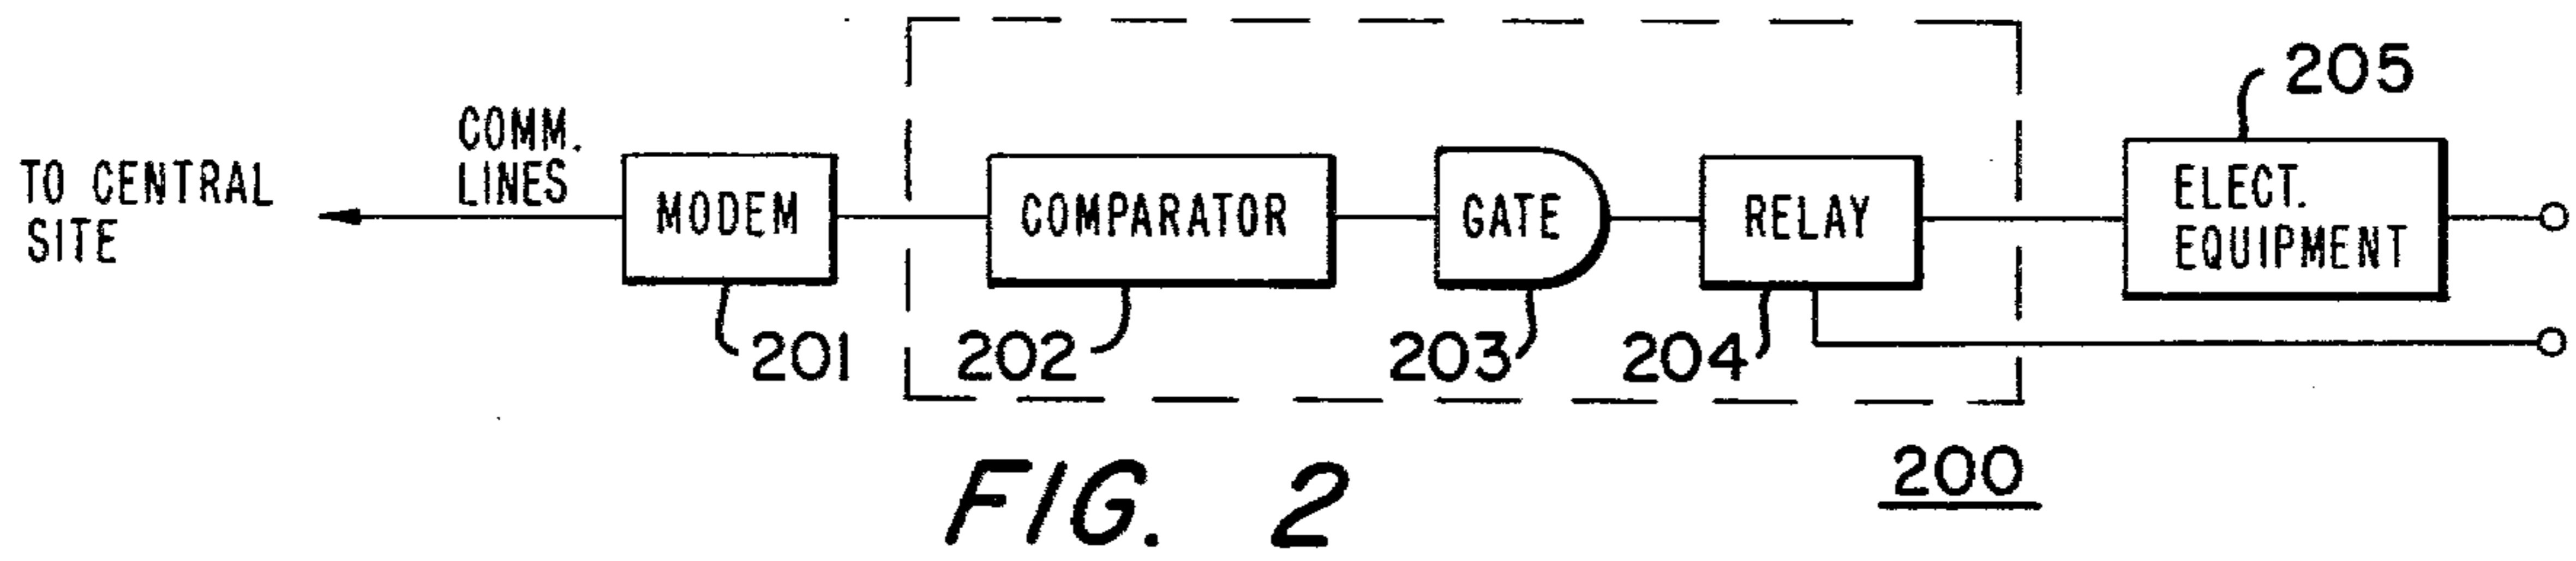 TO CENTRAL
SITE
COMM.
LINES
MODEM
201
COMPARATOR
202
GATE
203
RELAY
204
ELECT.
EQUIPMENT
205
200
FIG. 2